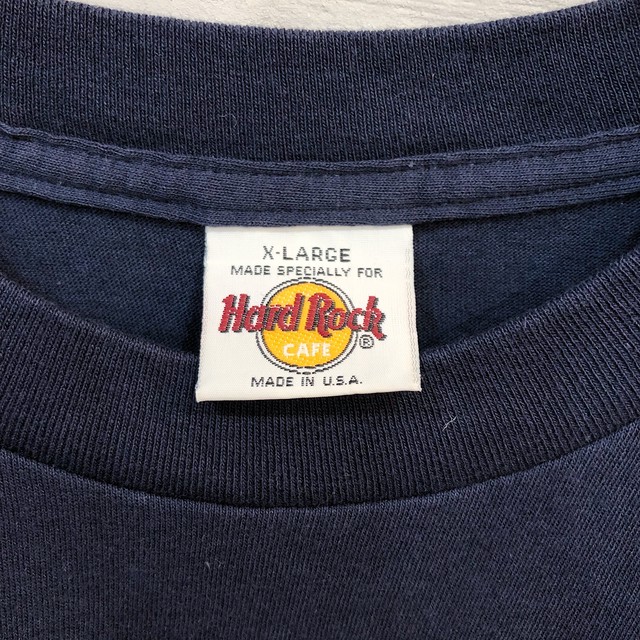 X-LARGE
MADE SPECIALLY FOR
Hard Rock
CAFE ®
MADE IN U.S.A.